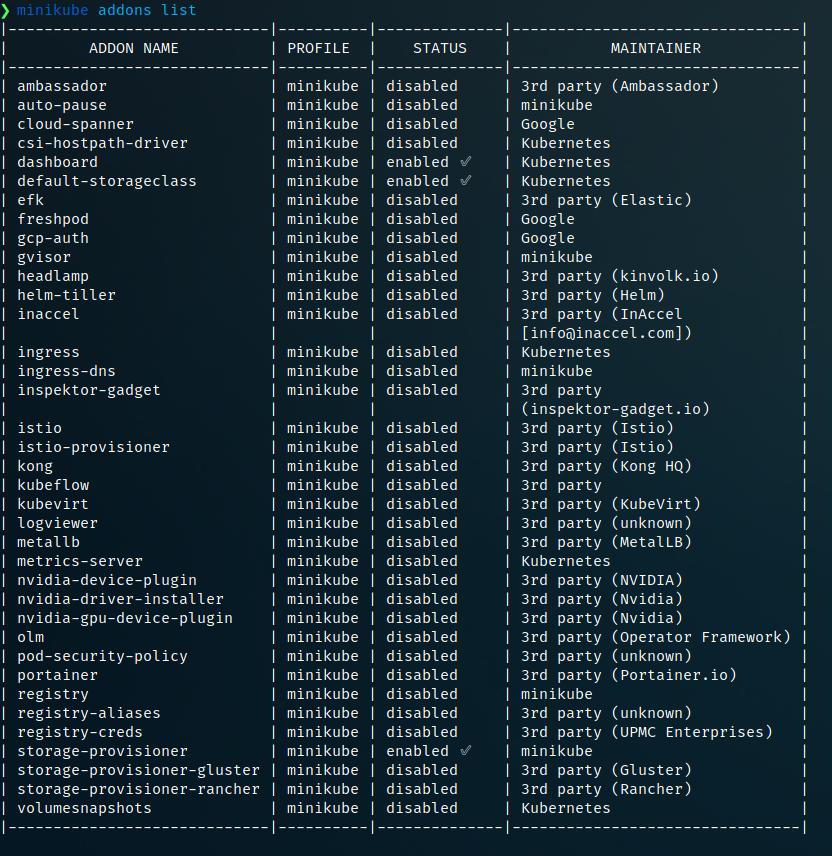 ❯ minikube addons list
|-----------------------------|----------|--------------|--------------------------------|
|         ADDON NAME          | PROFILE  |    STATUS    |           MAINTAINER           |
|-----------------------------|----------|--------------|--------------------------------|
| ambassador                  | minikube | disabled     | 3rd party (Ambassador)         |
| auto-pause                  | minikube | disabled     | minikube                       |
| cloud-spanner               | minikube | disabled     | Google                         |
| csi-hostpath-driver         | minikube | disabled     | Kubernetes                     |
| dashboard                   | minikube | enabled ✅   | Kubernetes                     |
| default-storageclass        | minikube | enabled ✅   | Kubernetes                     |
| efk                         | minikube | disabled     | 3rd party (Elastic)            |
| freshpod                    | minikube | disabled     | Google                         |
| gcp-auth                    | minikube | disabled     | Google                         |
| gvisor                      | minikube | disabled     | minikube                       |
| headlamp                    | minikube | disabled     | 3rd party (kinvolk.io)         |
| helm-tiller                 | minikube | disabled     | 3rd party (Helm)               |
| inaccel                     | minikube | disabled     | 3rd party (InAccel             |
|                             |          |              | [info@inaccel.com])            |
| ingress                     | minikube | disabled     | Kubernetes                     |
| ingress-dns                 | minikube | disabled     | minikube                       |
| inspektor-gadget            | minikube | disabled     | 3rd party                      |
|                             |          |              | (inspektor-gadget.io)          |
| istio                       | minikube | disabled     | 3rd party (Istio)              |
| istio-provisioner           | minikube | disabled     | 3rd party (Istio)              |
| kong                        | minikube | disabled     | 3rd party (Kong HQ)            |
| kubeflow                    | minikube | disabled     | 3rd party                      |
| kubevirt                    | minikube | disabled     | 3rd party (KubeVirt)           |
| logviewer                   | minikube | disabled     | 3rd party (unknown)            |
| metallb                     | minikube | disabled     | 3rd party (MetalLB)            |
| metrics-server              | minikube | disabled     | Kubernetes                     |
| nvidia-device-plugin        | minikube | disabled     | 3rd party (NVIDIA)             |
| nvidia-driver-installer     | minikube | disabled     | 3rd party (Nvidia)             |
| nvidia-gpu-device-plugin    | minikube | disabled     | 3rd party (Nvidia)             |
| olm                         | minikube | disabled     | 3rd party (Operator Framework) |
| pod-security-policy         | minikube | disabled     | 3rd party (unknown)            |
| portainer                   | minikube | disabled     | 3rd party (Portainer.io)       |
| registry                    | minikube | disabled     | minikube                       |
| registry-aliases            | minikube | disabled     | 3rd party (unknown)            |
| registry-creds              | minikube | disabled     | 3rd party (UPMC Enterprises)   |
| storage-provisioner         | minikube | enabled ✅   | minikube                       |
| storage-provisioner-gluster | minikube | disabled     | 3rd party (Gluster)            |
| storage-provisioner-rancher | minikube | disabled     | 3rd party (Rancher)            |
| volumesnapshots             | minikube | disabled     | Kubernetes                     |
|-----------------------------|----------|--------------|--------------------------------|